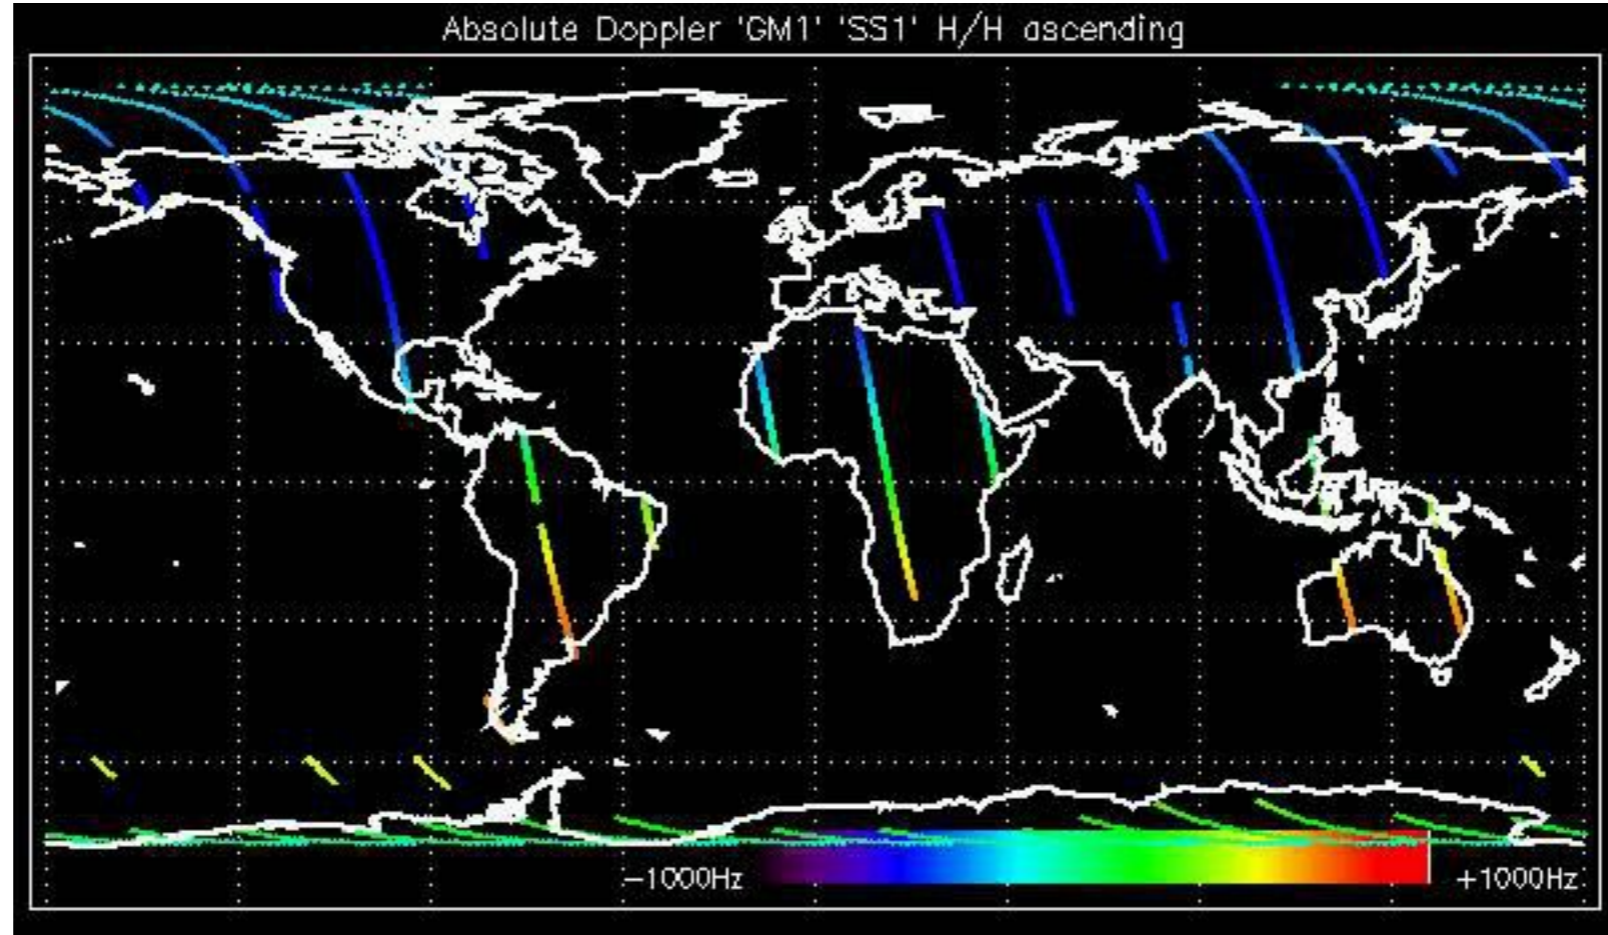 Absolute Doppler 'GM1' 'SS1' H/H ascending
−1000Hz
+1000Hz